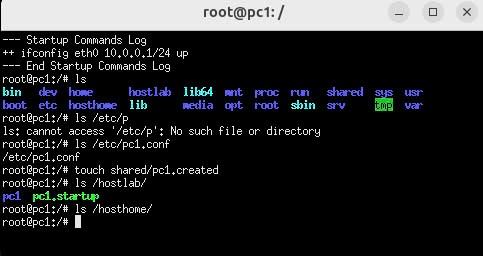 root@pc1: /
--- Startup Commands Log
++ ifconfig eth0 10.0.0.1/24 up
--- End Startup Commands Log
root@pc1:/# ls
bin dev home hostlab lib64 mnt proc run shared sys usr
boot etc hosthome lib media opt root sbin srv tmp var
root@pc1:/# ls /etc/p
ls: cannot access '/etc/p': No such file or directory
root@pc1:/# ls /etc/pc1.conf
/etc/pc1.conf
root@pc1:/# touch shared/pc1.created
root@pc1:/# ls /hostlab/
pc1 pc1.startup
root@pc1:/# ls /hosthome/
root@pc1:/#